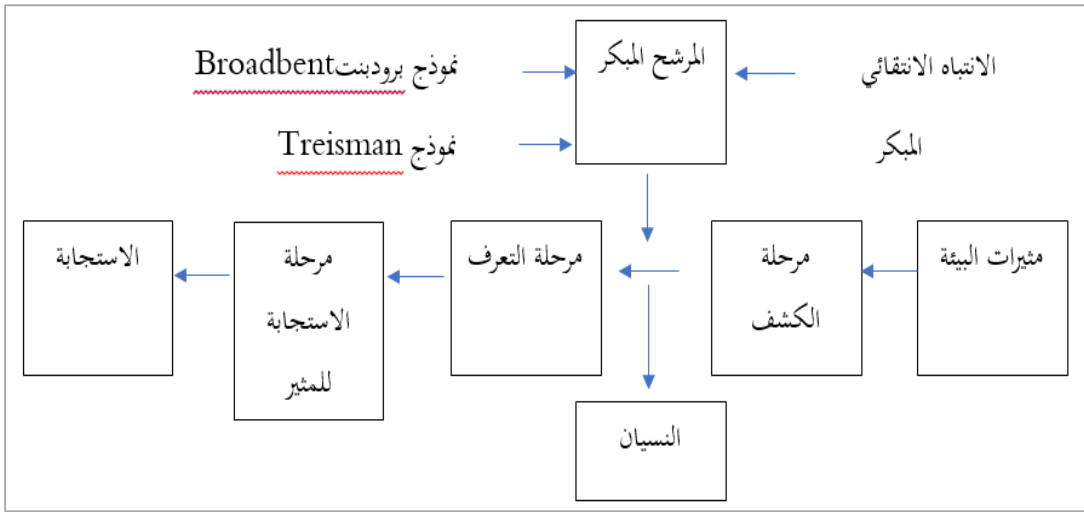 الانتباه الانتقائي
المبكر
المرشح المبكر
نموذج برودبنتBroadbent
نموذج Treisman
مثيرات البيئة
مرحلة
الكشف
مرحلة التعرف
مرحلة
الاستجابة
للمثير
الاستجابة
النسيان